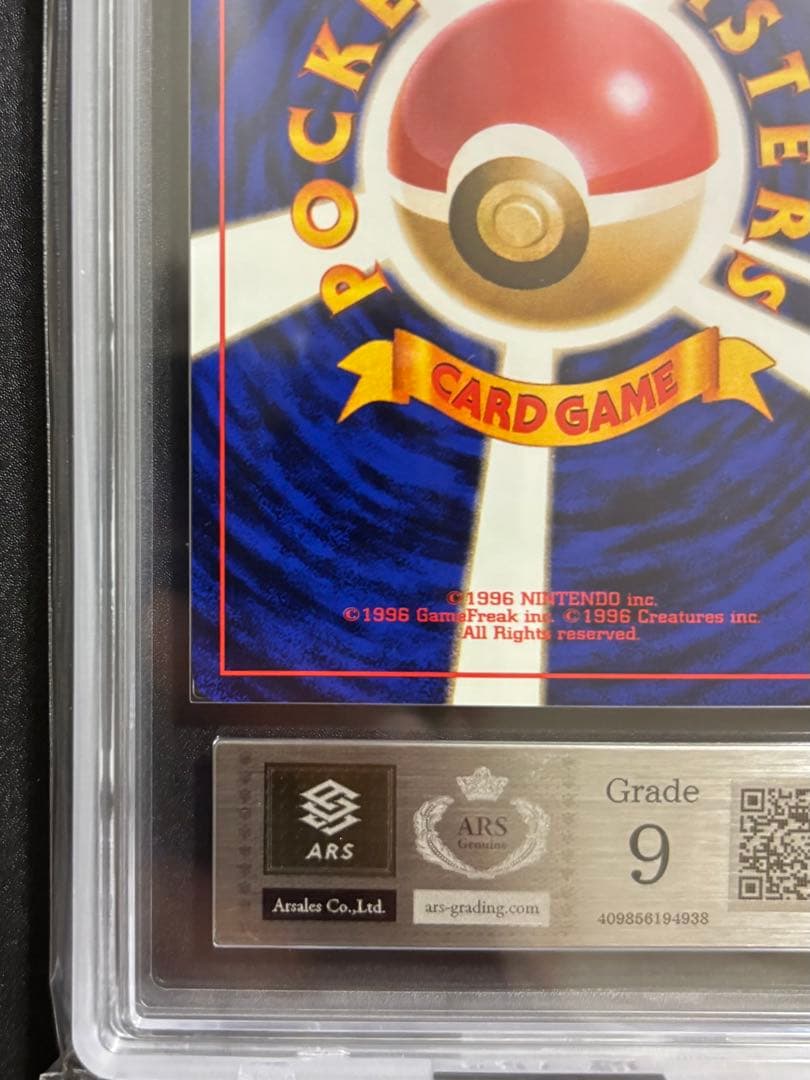 POCKE
STERS
CARD GAME
©1996 NINTENDO inc.
©1996 GameFreak inc. ©1996 Creatures inc.
All Rights reserved.
ARS
Arsales Co.,Ltd.
ARS
Genuine
ars-grading.com
Grade
9
409856194938